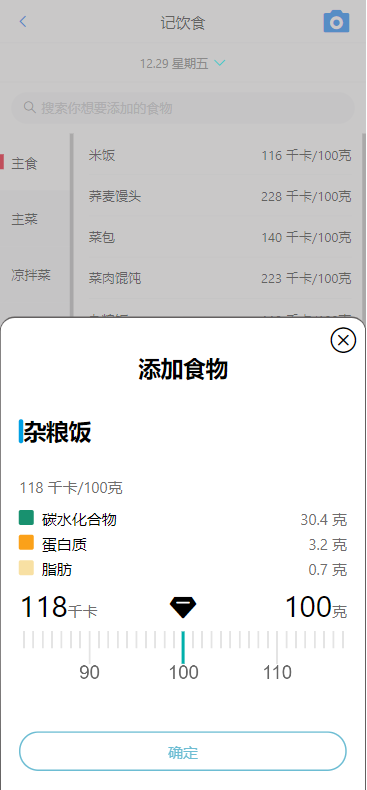 记饮食
12.29 星期五
搜索你想要添加的食物
主食
主菜
凉拌菜
米饭 116 千卡/100克
荞麦馒头 228 千卡/100克
菜包 140 千卡/100克
菜肉馄饨 223 千卡/100克
添加食物
杂粮饭
118 千卡/100克
碳水化合物 30.4 克
蛋白质 3.2 克
脂肪 0.7 克
118千卡 100克
90 100 110
确定